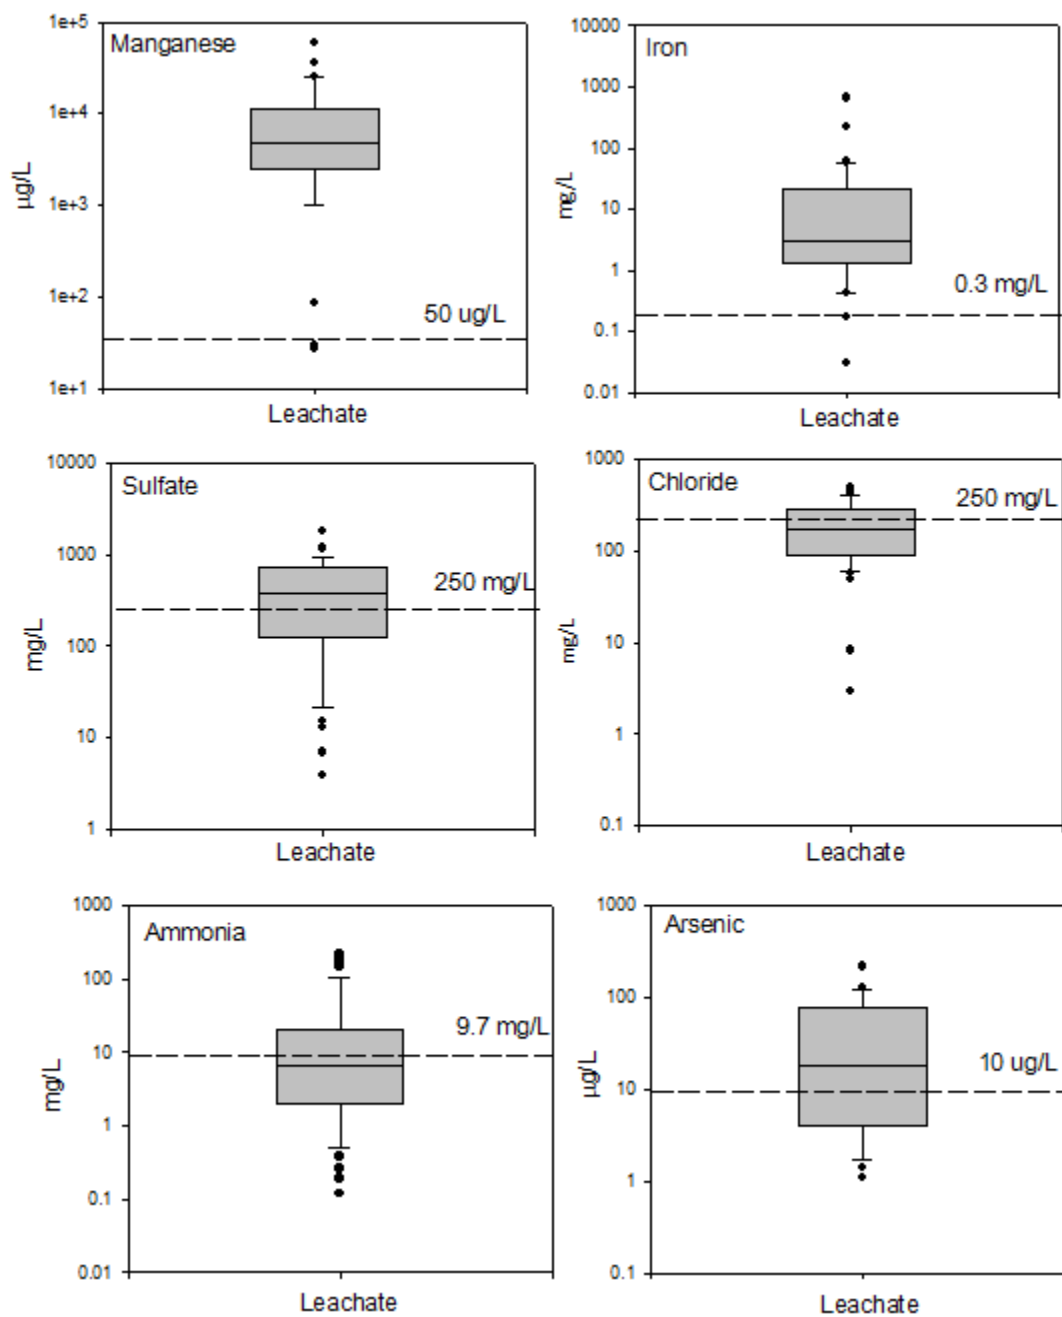 1e+5
Manganese
1e+4
µg/L
1e+3
1e+2
50 ug/L
1e+1
Leachate
10000
Iron
1000
100
mg/L
10
1
0.3 mg/L
0.1
0.01
Leachate
10000
Sulfate
1000
250 mg/L
mg/L
100
10
1
Leachate
1000
Chloride
250 mg/L
100
mg/L
10
1
0.1
Leachate
1000
Ammonia
100
9.7 mg/L
10
mg/L
1
0.1
0.01
Leachate
1000
Arsenic
100
10 ug/L
µg/L
10
1
0.1
Leachate